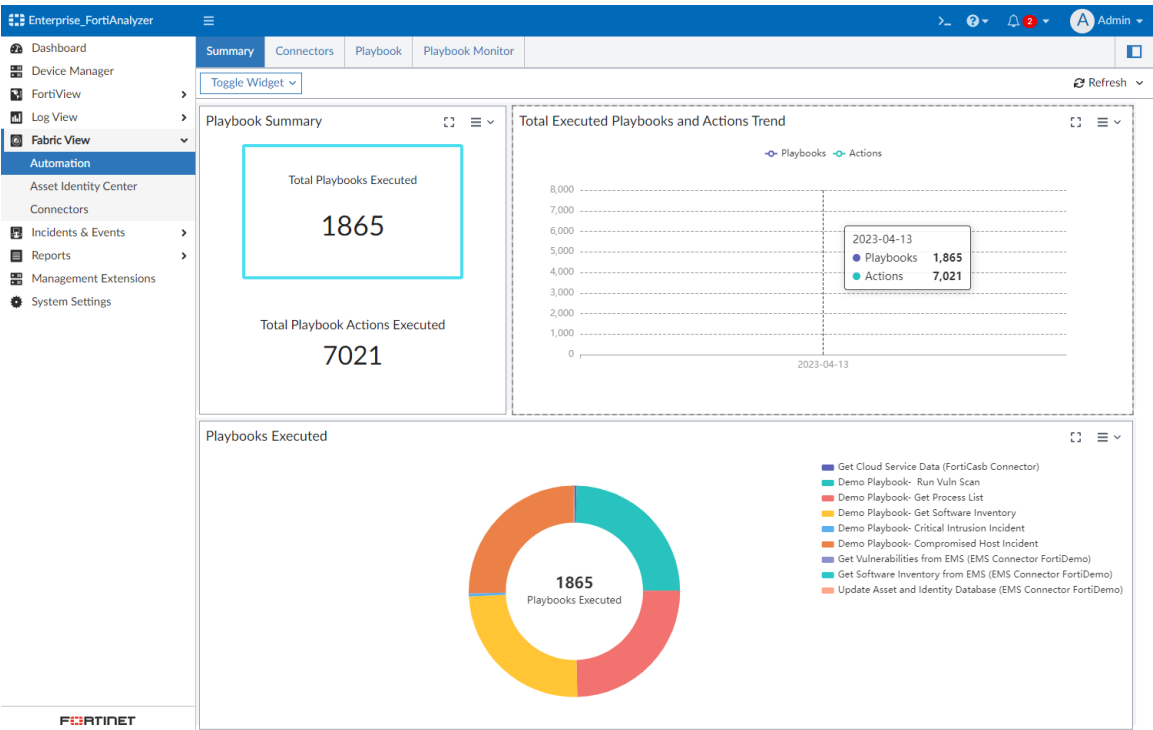 Enterprise_FortiAnalyzer
>_
?
2
A Admin
Dashboard
Device Manager
FortiView
Log View
Fabric View
Automation
Asset Identity Center
Connectors
Incidents & Events
Reports
Management Extensions
System Settings
FORTINET
Summary Connectors Playbook Playbook Monitor
Toggle Widget
Refresh
Playbook Summary
Total Playbooks Executed
1865
Total Playbook Actions Executed
7021
Total Executed Playbooks and Actions Trend
Playbooks Actions
8,000
7,000
6,000
5,000
4,000
3,000
2,000
1,000
0
2023-04-13
2023-04-13
Playbooks 1,865
Actions 7,021
Playbooks Executed
1865
Playbooks Executed
Get Cloud Service Data (FortiCasb Connector)
Demo Playbook- Run Vuln Scan
Demo Playbook- Get Process List
Demo Playbook- Get Software Inventory
Demo Playbook- Critical Intrusion Incident
Demo Playbook- Compromised Host Incident
Get Vulnerabilities from EMS (EMS Connector FortiDemo)
Get Software Inventory from EMS (EMS Connector FortiDemo)
Update Asset and Identity Database (EMS Connector FortiDemo)